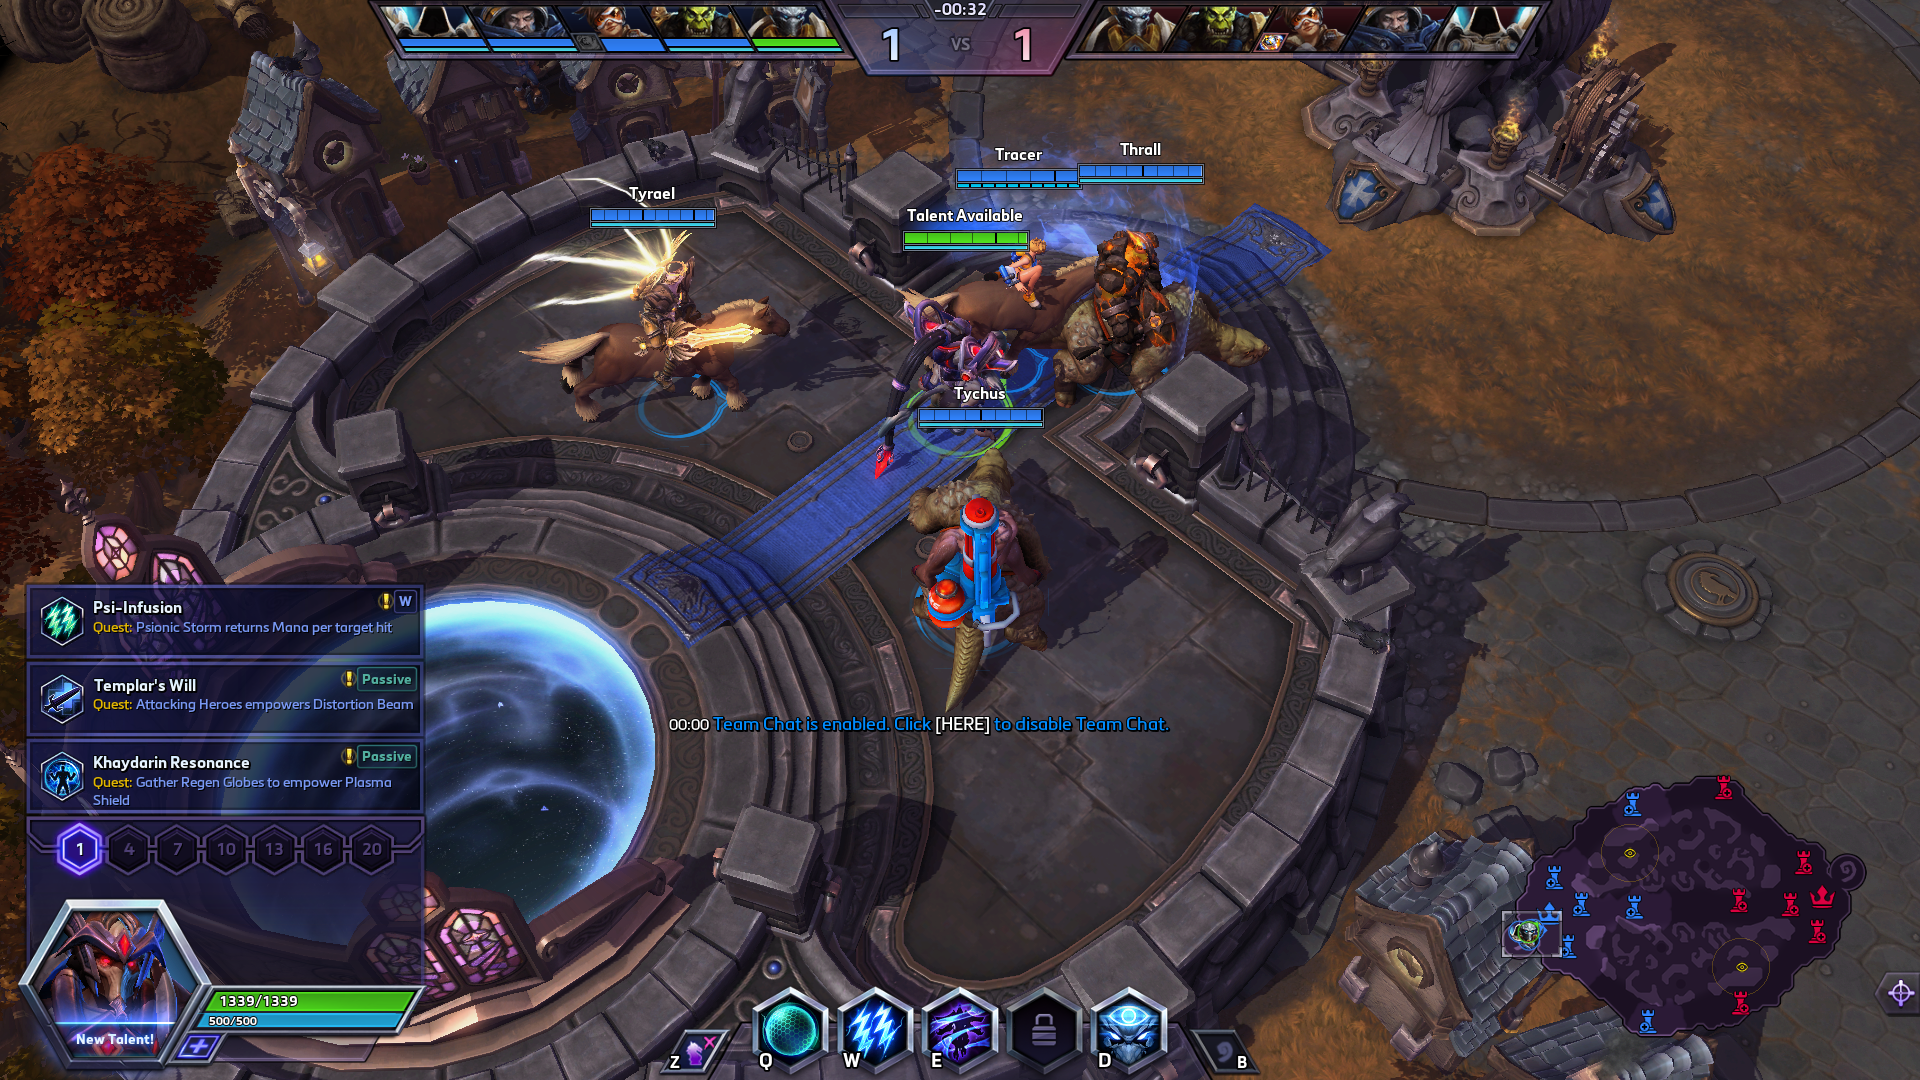 -00:32
1 VS 1
Tracer
Thrall
Tyrael
Talent Available
Tychus
Psi-Infusion
W
Quest: Psionic Storm returns Mana per target hit
Templar's Will
Passive
Quest: Attacking Heroes empowers Distortion Beam
00:00 Team Chat is enabled. Click [HERE] to disable Team Chat.
Khaydarin Resonance
Passive
Quest: Gather Regen Globes to empower Plasma
Shield
1 4 7 10 13 16 20
1339/1339
500/500
New Talent!
Z Q W E D B